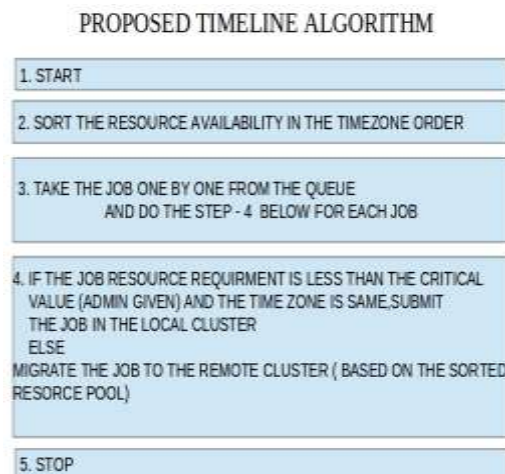 PROPOSED TIMELINE ALGORITHM
1. START
2. SORT THE RESOURCE AVAILABILITY IN THE TIMEZONE ORDER
3. TAKE THE JOB ONE BY ONE FROM THE QUEUE
AND DO THE STEP - 4 BELOW FOR EACH JOB
4. IF THE JOB RESOURCE REQUIRMENT IS LESS THAN THE CRITICAL
VALUE (ADMIN GIVEN) AND THE TIME ZONE IS SAME,SUBMIT
THE JOB IN THE LOCAL CLUSTER
ELSE
MIGRATE THE JOB TO THE REMOTE CLUSTER ( BASED ON THE SORTED
RESORCE POOL)
5. STOP